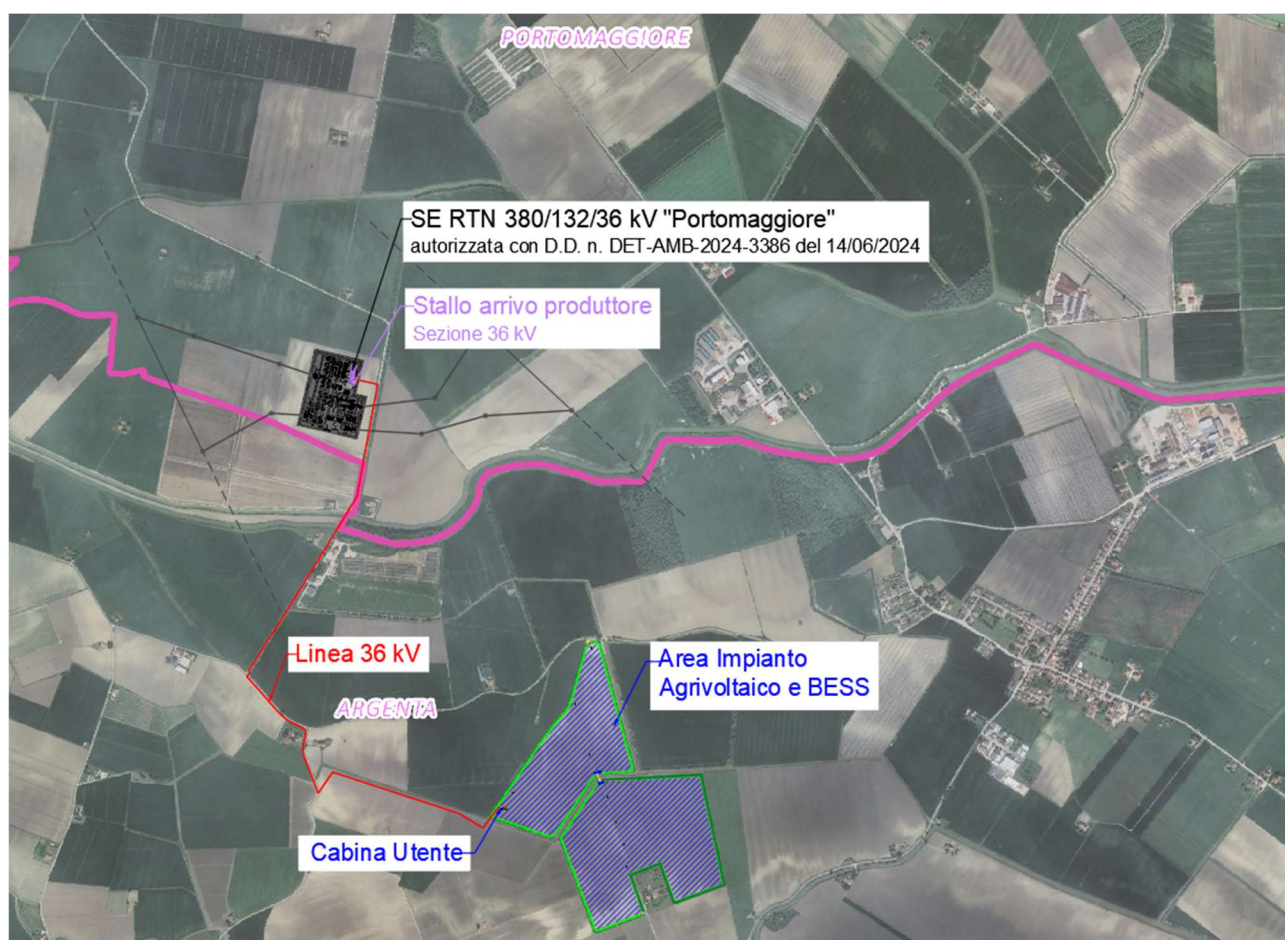 PORTOMAGGIORE
SE RTN 380/132/36 kV "Portomaggiore"
autorizzata con D.D. n. DET-AMB-2024-3386 del 14/06/2024
Stallo arrivo produttore
Sezione 36 kV
Linea 36 kV
Area Impianto
Agrivoltaico e BESS
ARGENTA
Cabina Utente